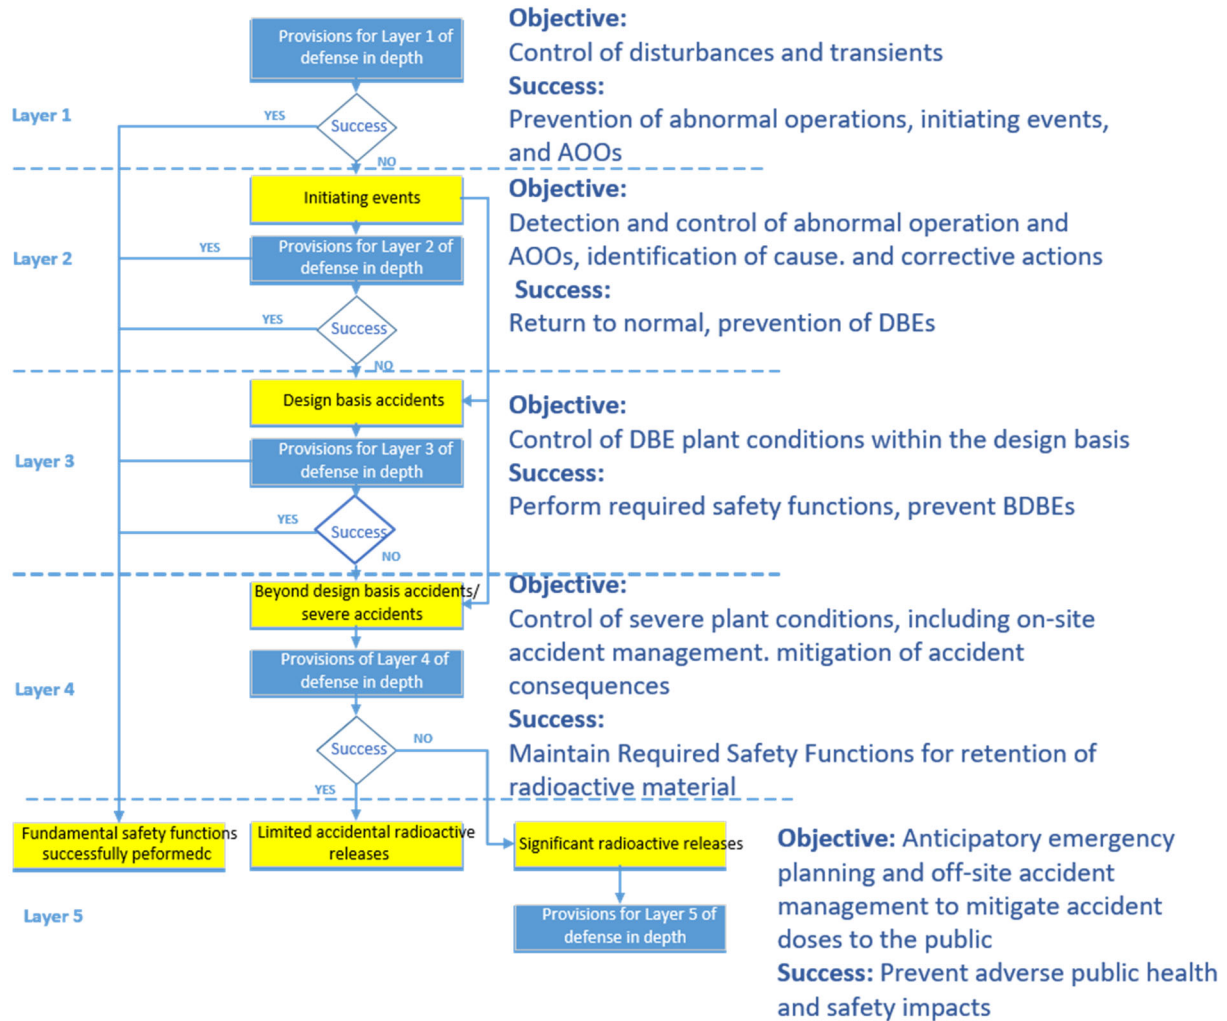 Provisions for Layer 1 of
defense in depth
Objective:
Control of disturbances and transients
Success:
Prevention of abnormal operations, initiating events,
and AOOs
Layer 1
YES
Success
NO
Initiating events
Objective:
Detection and control of abnormal operation and
AOOs, identification of cause. and corrective actions
Success:
Return to normal, prevention of DBEs
Layer 2
YES
Provisions for Layer 2 of
defense in depth
YES
Success
NO
Design basis accidents
Objective:
Control of DBE plant conditions within the design basis
Success:
Perform required safety functions, prevent BDBEs
Layer 3
Provisions for Layer 3 of
defense in depth
YES
Success
NO
Beyond design basis accidents/
severe accidents
Objective:
Control of severe plant conditions, including on-site
accident management. mitigation of accident
consequences
Success:
Maintain Required Safety Functions for retention of
radioactive material
Layer 4
Provisions of Layer 4 of
defense in depth
Success
NO
YES
Fundamental safety functions
successfully peformedc
Limited accidental radioactive
releases
Significant radioactive releases
Objective: Anticipatory emergency
planning and off-site accident
management to mitigate accident
doses to the public
Success: Prevent adverse public health
and safety impacts
Layer 5
Provisions for Layer 5 of
defense in depth